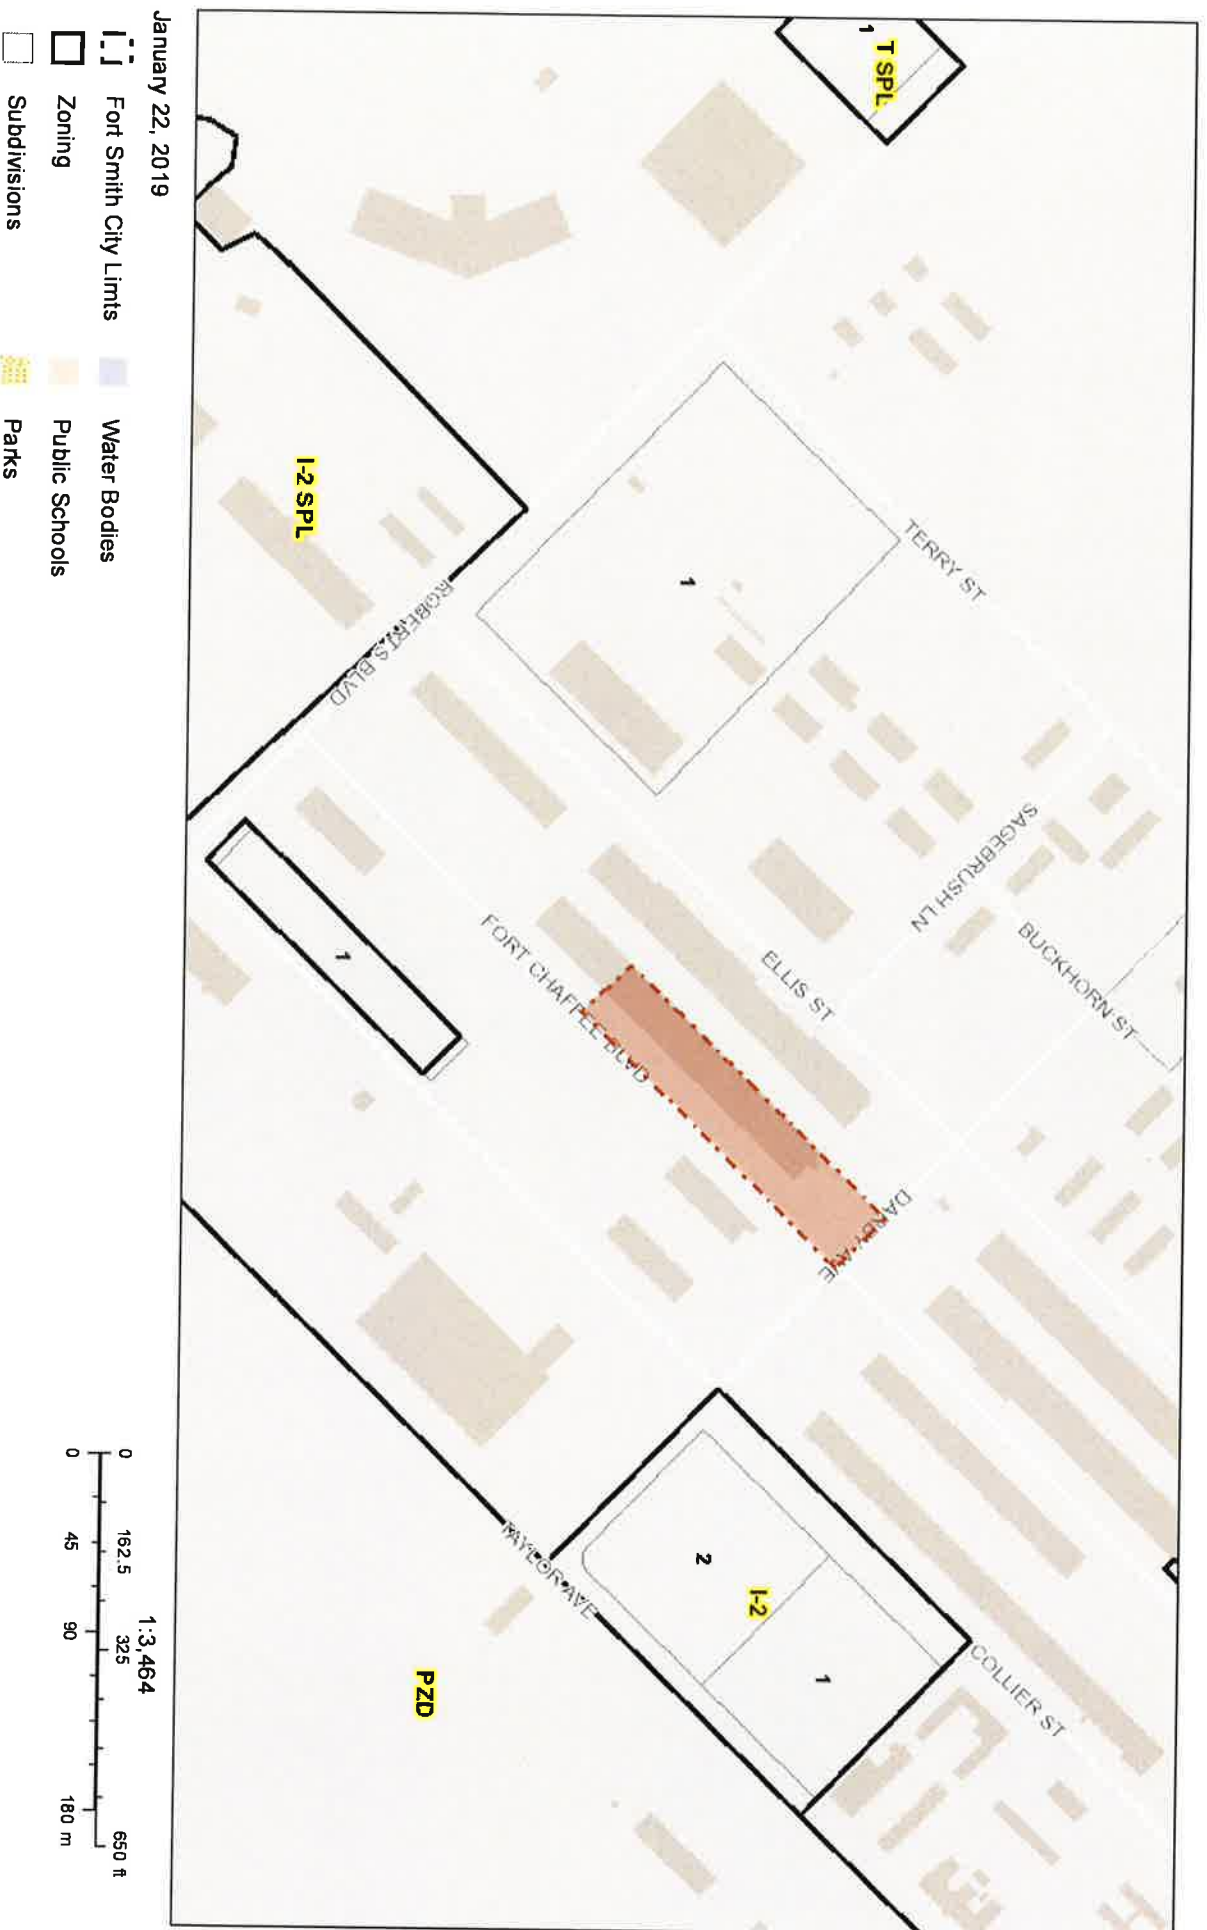 T SPL
1
TERRY ST
1
I-2 SPL
ROBERTS BLVD
SAGEBRUSH LN
BUCKHORN ST
ELLIS ST
FORT CHAFFEE BLVD
1
DARBY AVE
COLLIER ST
2
I-2
1
TAYLOR AVE
PZD
January 22, 2019
Fort Smith City Limts
Zoning
Subdivisions
Water Bodies
Public Schools
Parks
1:3,464
0 162.5 325 650 ft
0 45 90 180 m